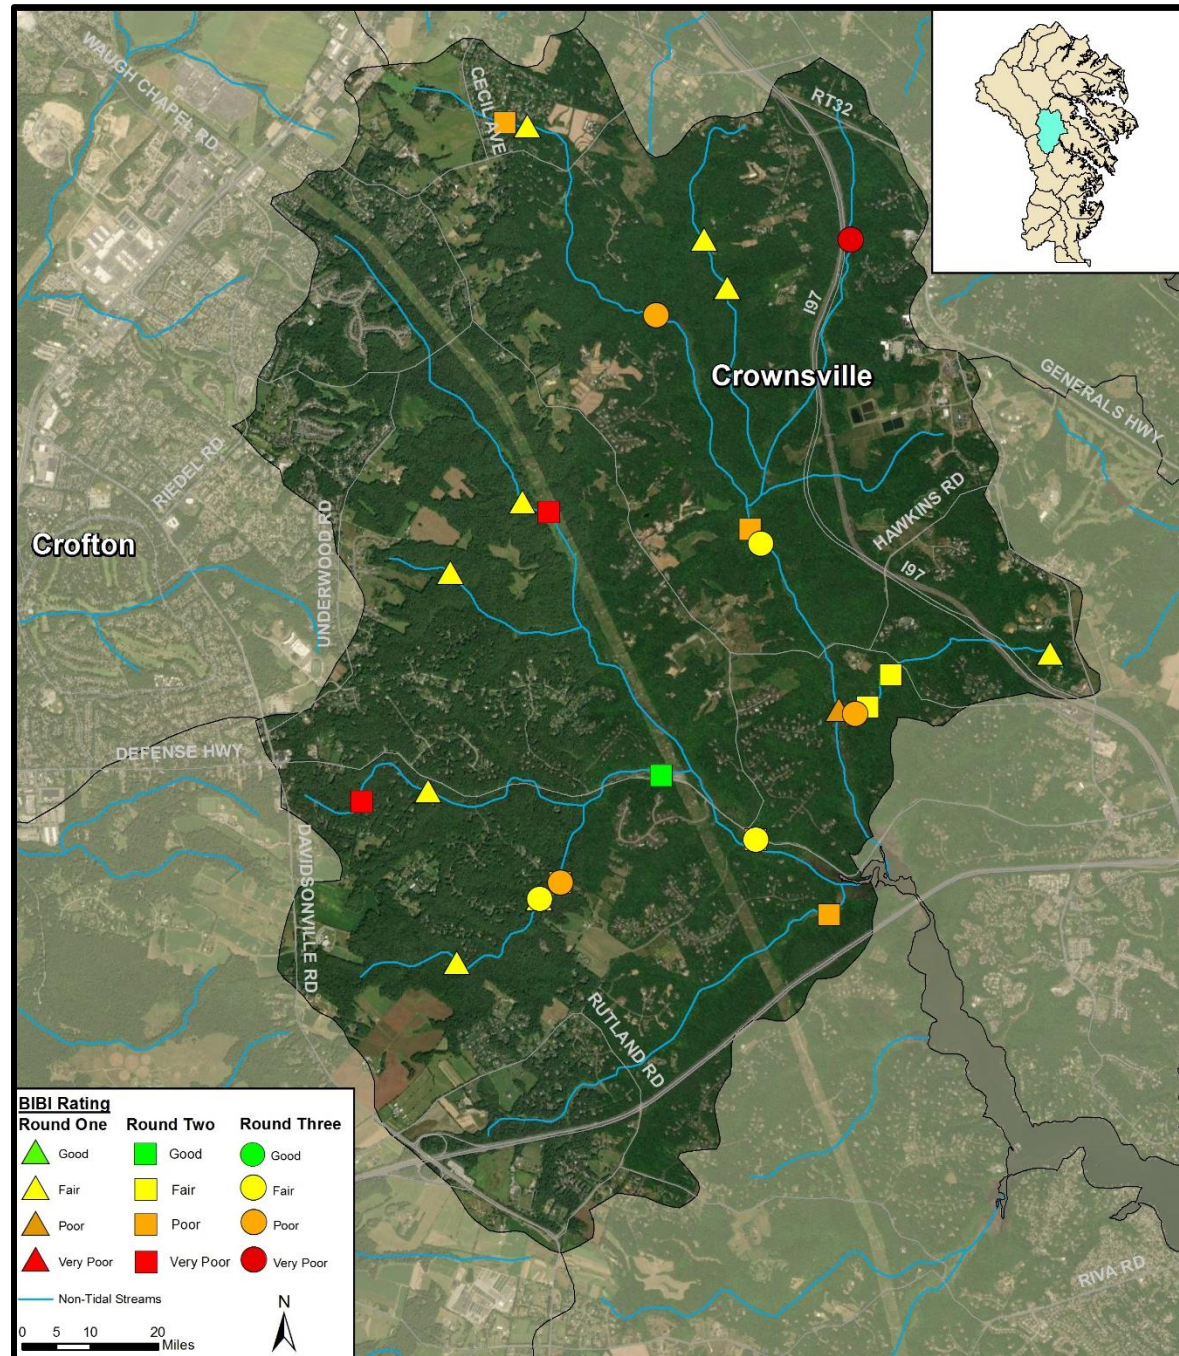 WAUGH CHAPEL RD
CECIL AVE
RT32
I97
Crownsville
GENERALS HWY
RIEDEL RD
HAWKINS RD
UNDERWOOD RD
Crofton
I97
DEFENSE HWY
DAVIDSONVILLE RD
RUTLAND RD
RIVA RD
BIBI Rating
Round One Round Two Round Three
Good Good Good
Fair Fair Fair
Poor Poor Poor
Very Poor Very Poor Very Poor
Non-Tidal Streams
N
0 5 10 20
Miles